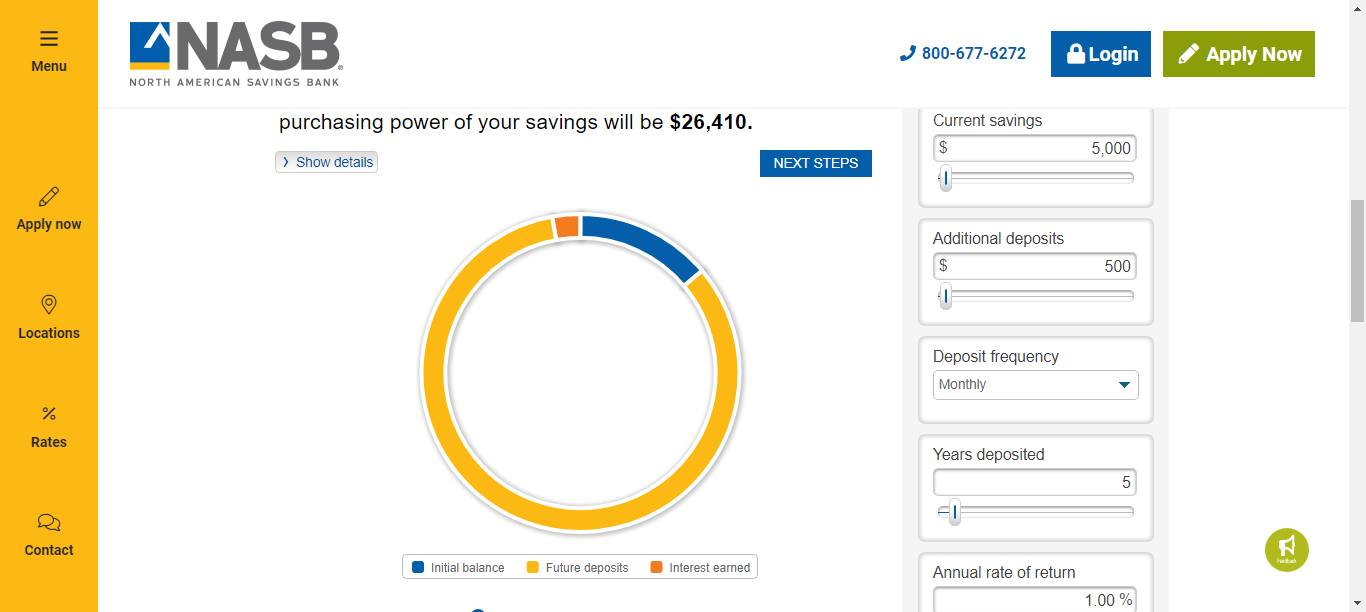 Menu
Apply now
Locations
Rates
Contact
NASB®
NORTH AMERICAN SAVINGS BANK
800-677-6272
Login
Apply Now
purchasing power of your savings will be $26,410.
Show details
NEXT STEPS
Initial balance
Future deposits
Interest earned
Current savings
$ 5,000
Additional deposits
$ 500
Deposit frequency
Monthly
Years deposited
5
Annual rate of return
1.00 %
Feedback